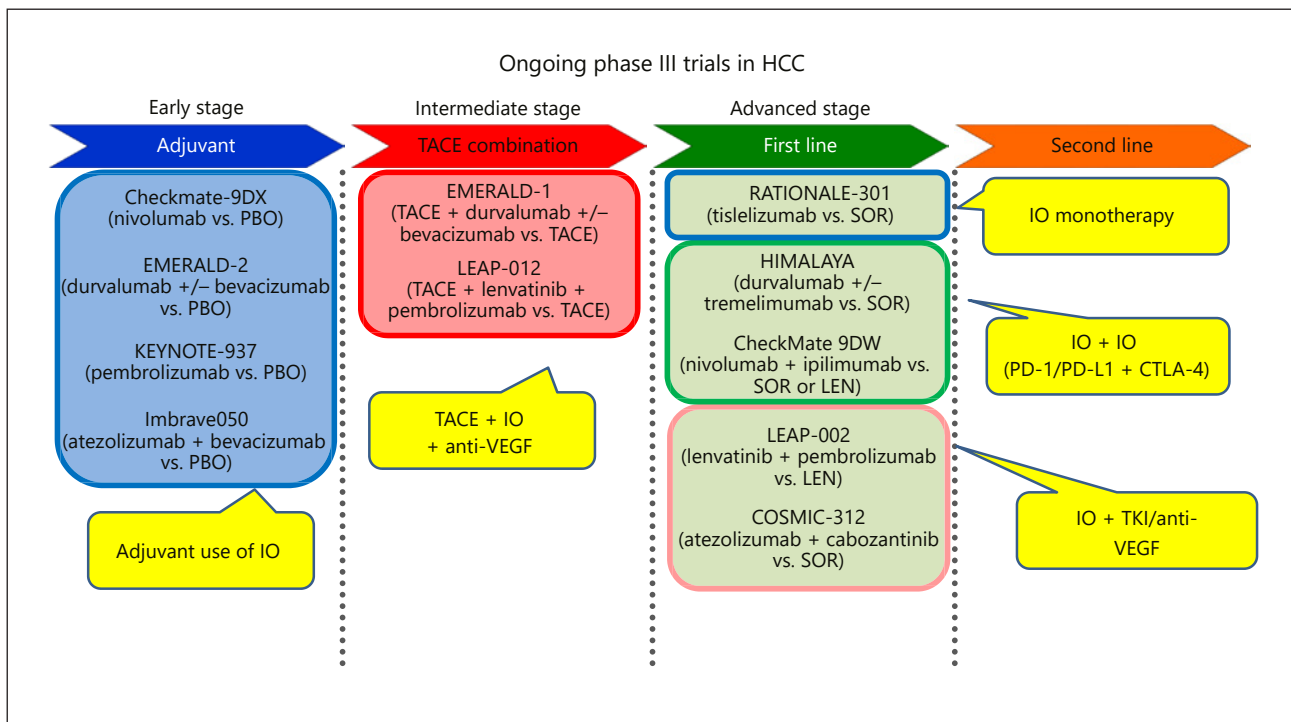 Ongoing phase III trials in HCC
Early stage
Intermediate stage
Advanced stage
Adjuvant
TACE combination
First line
Second line
Checkmate-9DX
(nivolumab vs. PBO)
EMERALD-2
(durvalumab +/– bevacizumab
vs. PBO)
KEYNOTE-937
(pembrolizumab vs. PBO)
Imbrave050
(atezolizumab + bevacizumab
vs. PBO)
Adjuvant use of IO
EMERALD-1
(TACE + durvalumab +/–
bevacizumab vs. TACE)
LEAP-012
(TACE + lenvatinib +
pembrolizumab vs. TACE)
TACE + IO
+ anti-VEGF
RATIONALE-301
(tislelizumab vs. SOR)
HIMALAYA
(durvalumab +/–
tremelimumab vs. SOR)
CheckMate 9DW
(nivolumab + ipilimumab vs.
SOR or LEN)
LEAP-002
(lenvatinib + pembrolizumab
vs. LEN)
COSMIC-312
(atezolizumab + cabozantinib
vs. SOR)
IO monotherapy
IO + IO
(PD-1/PD-L1 + CTLA-4)
IO + TKI/anti-
VEGF